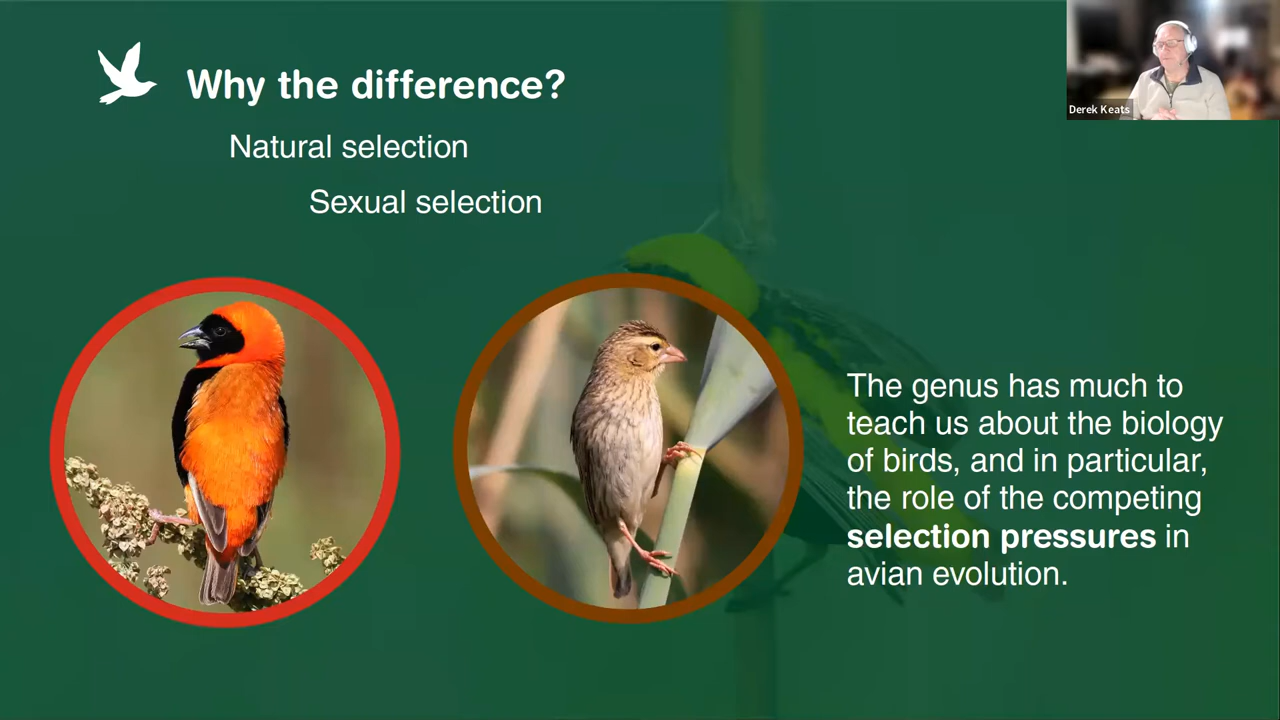 Why the difference?
Natural selection
Sexual selection
Derek Keats
The genus has much to
teach us about the biology
of birds, and in particular,
the role of the competing
selection pressures in
avian evolution.